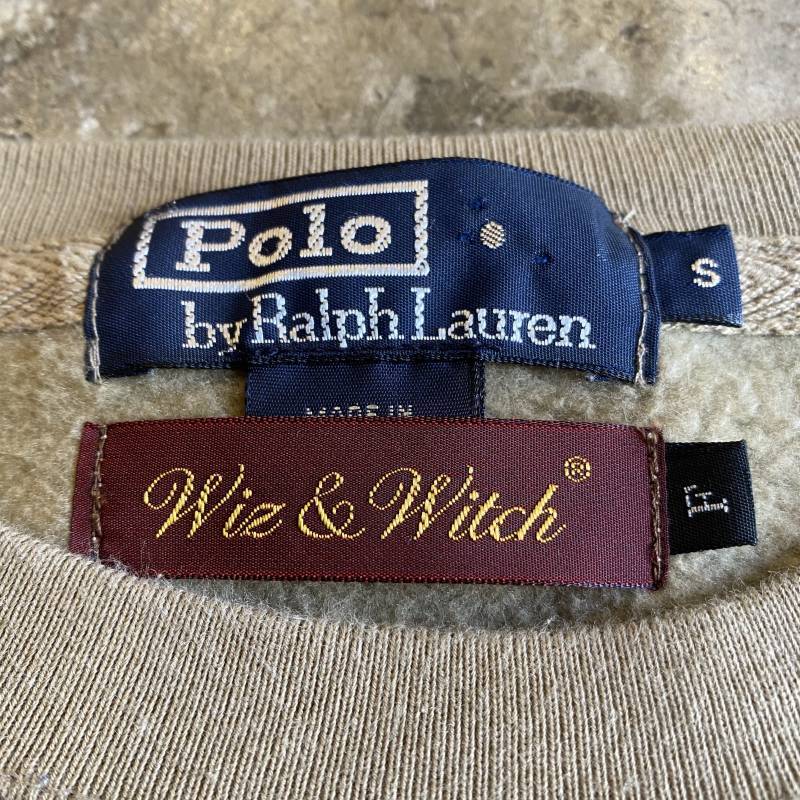 Polo
by Ralph Lauren
S
MADE IN
Wiz & Witch®
F